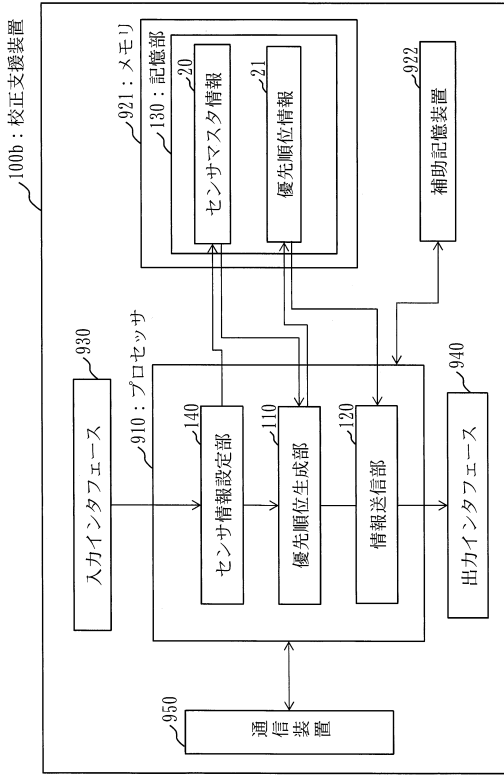 100b：校正支援装置
930
入力インタフェース
910：プロセッサ
140
センサ情報設定部
110
優先順位生成部
120
情報送信部
940
出力インタフェース
950
通信装置
921：メモリ
130：記憶部
20
センサマスタ情報
21
優先順位情報
922
補助記憶装置